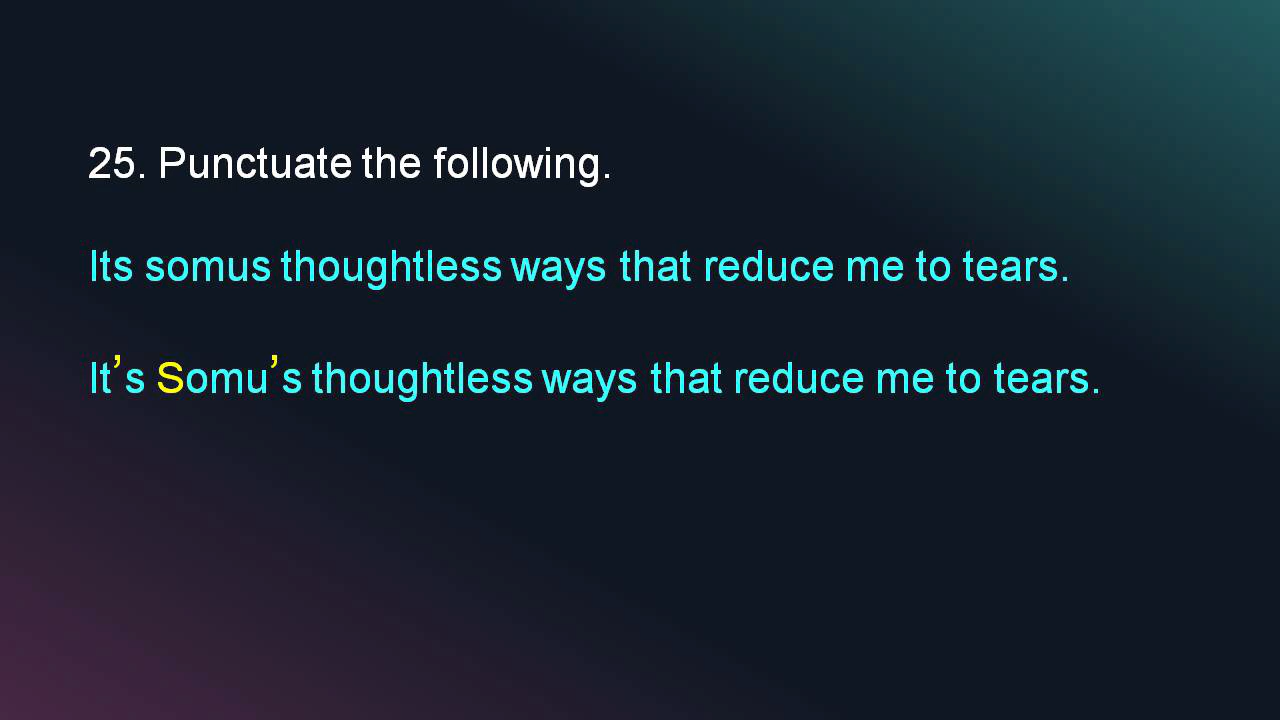 25. Punctuate the following.
Its somus thoughtless ways that reduce me to tears.
It’s Somu’s thoughtless ways that reduce me to tears.